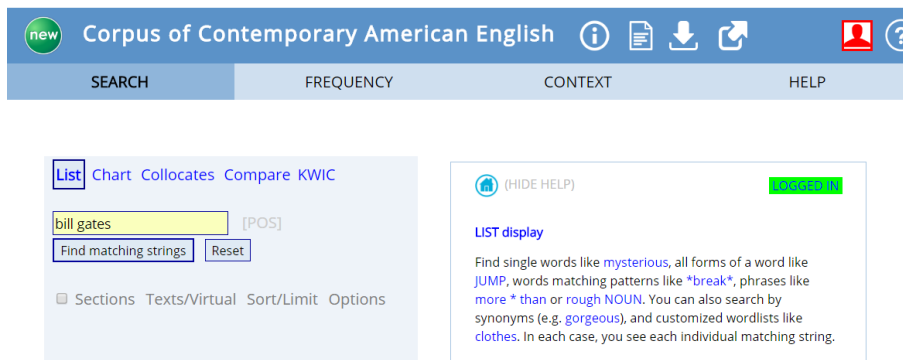 new Corpus of Contemporary American English
SEARCH FREQUENCY CONTEXT HELP
List Chart Collocates Compare KWIC
bill gates [POS]
Find matching strings Reset
Sections Texts/Virtual Sort/Limit Options
(HIDE HELP) LOGGED IN
LIST display
Find single words like mysterious, all forms of a word like
JUMP, words matching patterns like *break*, phrases like
more * than or rough NOUN. You can also search by
synonyms (e.g. gorgeous), and customized wordlists like
clothes. In each case, you see each individual matching string.